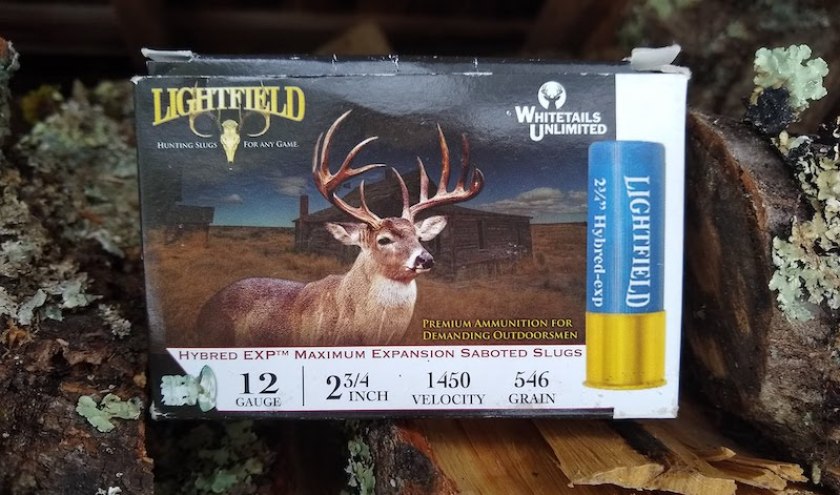 LIGHTFIELD
HUNTING SLUGS FOR ANY GAME.
WHITETAILS
UNLIMITED
LIGHTFIELD
2¾" Hybred-exp
PREMIUM AMMUNITION FOR
DEMANDING OUTDOORSMEN
HYBRED EXP™ MAXIMUM EXPANSION SABOTED SLUGS
12
GAUGE
2 3/4
INCH
1450
VELOCITY
546
GRAIN